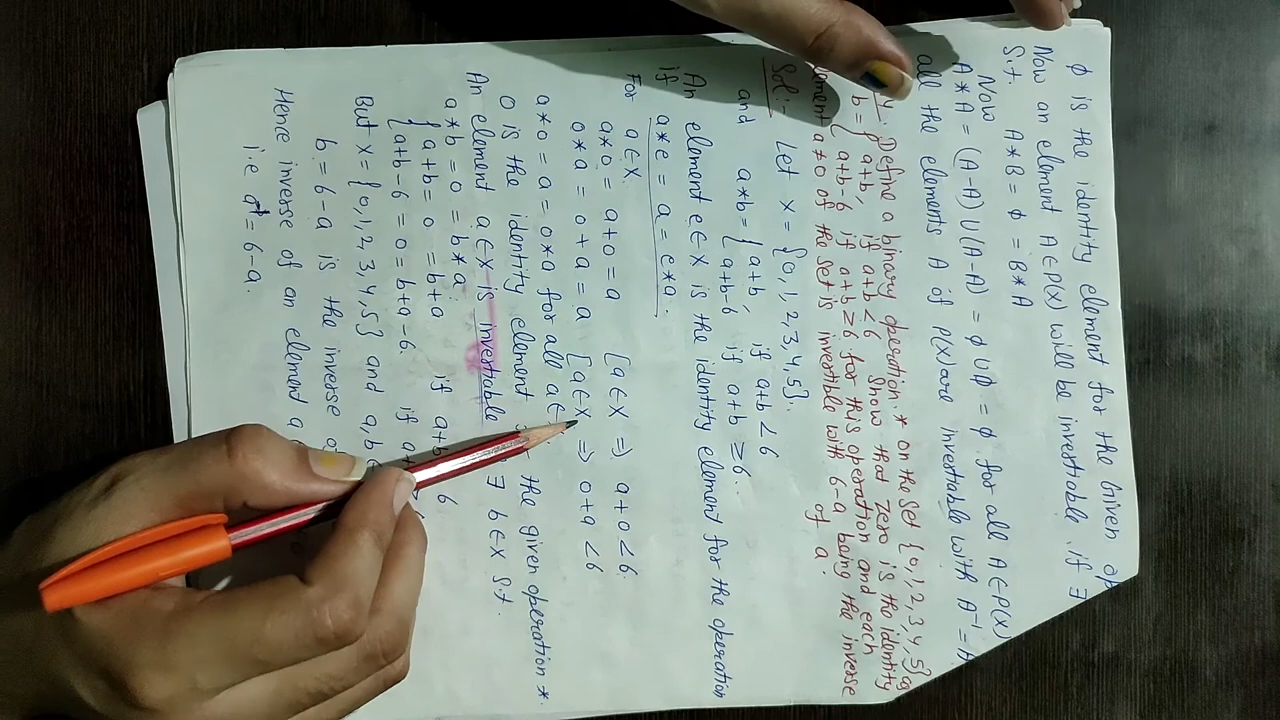 φ is the identity element for the Given op
Now an element A∈P(X) will be investiable, if ∃
S.t. A*B = φ = B*A
Now
A*A = (A-A)∪(A-A) = φ∪φ = φ for all A∈P(X)
all the elements A of P(X) are investiable with A⁻¹ = A
Define a binary operation * on the set {0,1,2,3,4,5} as
b = { a+b, if a+b<6 Show that zero is the identity
{ a+b-6 if a+b≥6 for this operation and each
element a≠0 of the set is invertible with 6-a being the inverse
of a.
Sol:- Let X = {0,1,2,3,4,5}.
and a*b = { a+b, if a+b<6
{ a+b-6 if a+b≥6.
An element e∈X is the identity element for the operation
if a*e = a = e*a.
For a∈X.
a*0 = a+0 = a [a∈X ⇒ a+0<6
0*a = 0+a = a [a∈X ⇒ 0+a<6
a*0 = a = 0*a for all a∈
0 is the identity element the given operation *.
An element a∈X is investiable ∃ b∈X S.t.
a*b = 0 = b*a.
{ a+b = 0 = b+a if a+b 6
{ a+b-6 = 0 = b+a-6. if a+
But X = {0,1,2,3,4,5} and a,b∈
b = 6-a is the inverse
Hence inverse of an element a
i.e = 6-a.